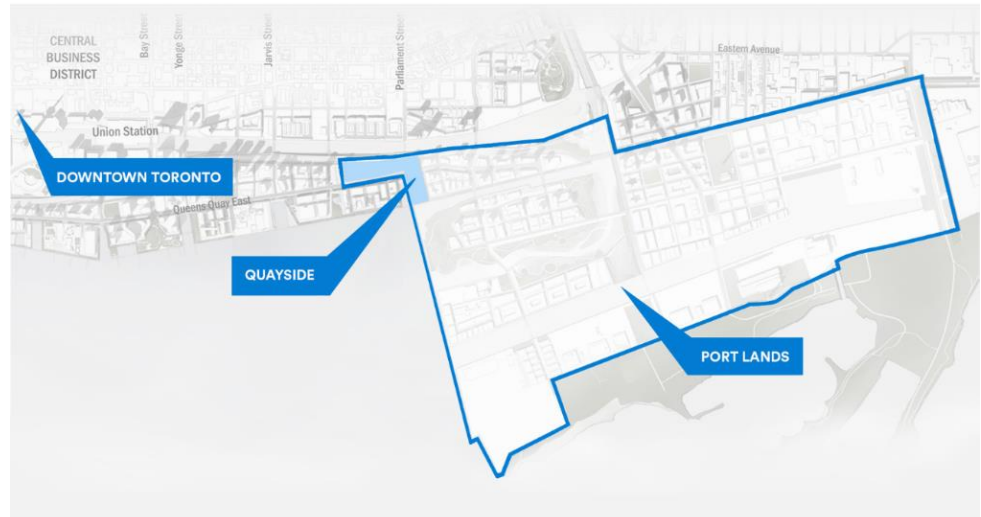 CENTRAL
BUSINESS
DISTRICT
Bay Street
Yonge Street
Jarvis Street
Parliament Street
Eastern Avenue
Union Station
DOWNTOWN TORONTO
Queens Quay East
QUAYSIDE
PORT LANDS